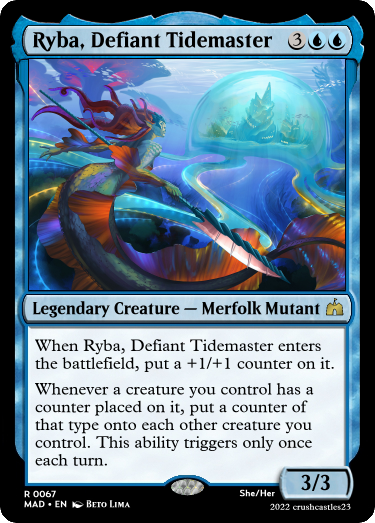 Ryba, Defiant Tidemaster 3
Legendary Creature — Merfolk Mutant
When Ryba, Defiant Tidemaster enters
the battlefield, put a +1/+1 counter on it.
Whenever a creature you control has a
counter placed on it, put a counter of
that type onto each other creature you
control. This ability triggers only once
each turn.
3/3
R 0067
MAD • EN Beto Lima
She/Her
2022 crushcastles23